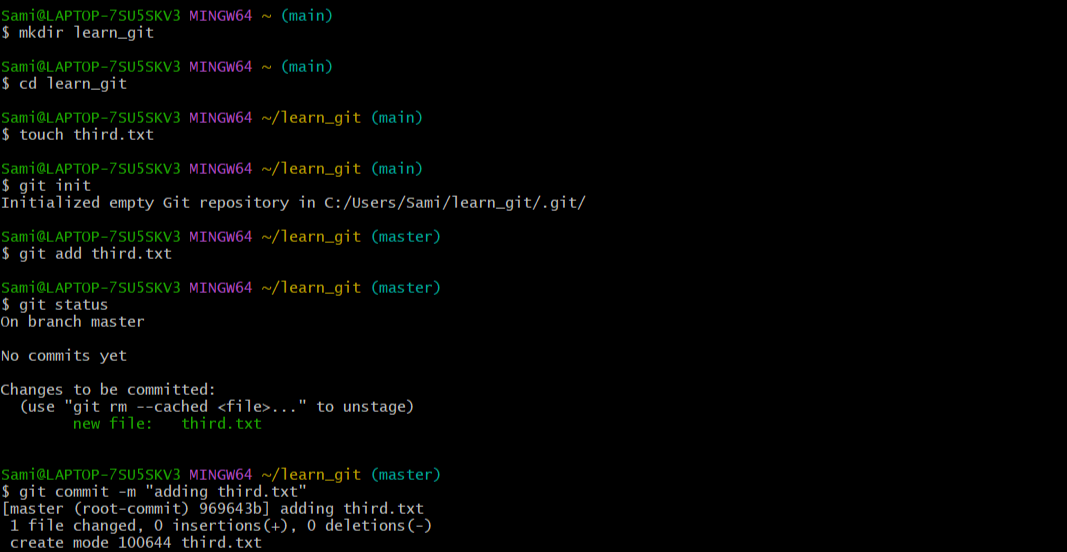 Sami@LAPTOP-7SU5SKV3 MINGW64 ~ (main)
$ mkdir learn_git
Sami@LAPTOP-7SU5SKV3 MINGW64 ~ (main)
$ cd learn_git
Sami@LAPTOP-7SU5SKV3 MINGW64 ~/learn_git (main)
$ touch third.txt
Sami@LAPTOP-7SU5SKV3 MINGW64 ~/learn_git (main)
$ git init
Initialized empty Git repository in C:/Users/Sami/learn_git/.git/
Sami@LAPTOP-7SU5SKV3 MINGW64 ~/learn_git (master)
$ git add third.txt
Sami@LAPTOP-7SU5SKV3 MINGW64 ~/learn_git (master)
$ git status
On branch master
No commits yet
Changes to be committed:
  (use "git rm --cached <file>..." to unstage)
        new file:   third.txt
Sami@LAPTOP-7SU5SKV3 MINGW64 ~/learn_git (master)
$ git commit -m "adding third.txt"
[master (root-commit) 969643b] adding third.txt
 1 file changed, 0 insertions(+), 0 deletions(-)
 create mode 100644 third.txt